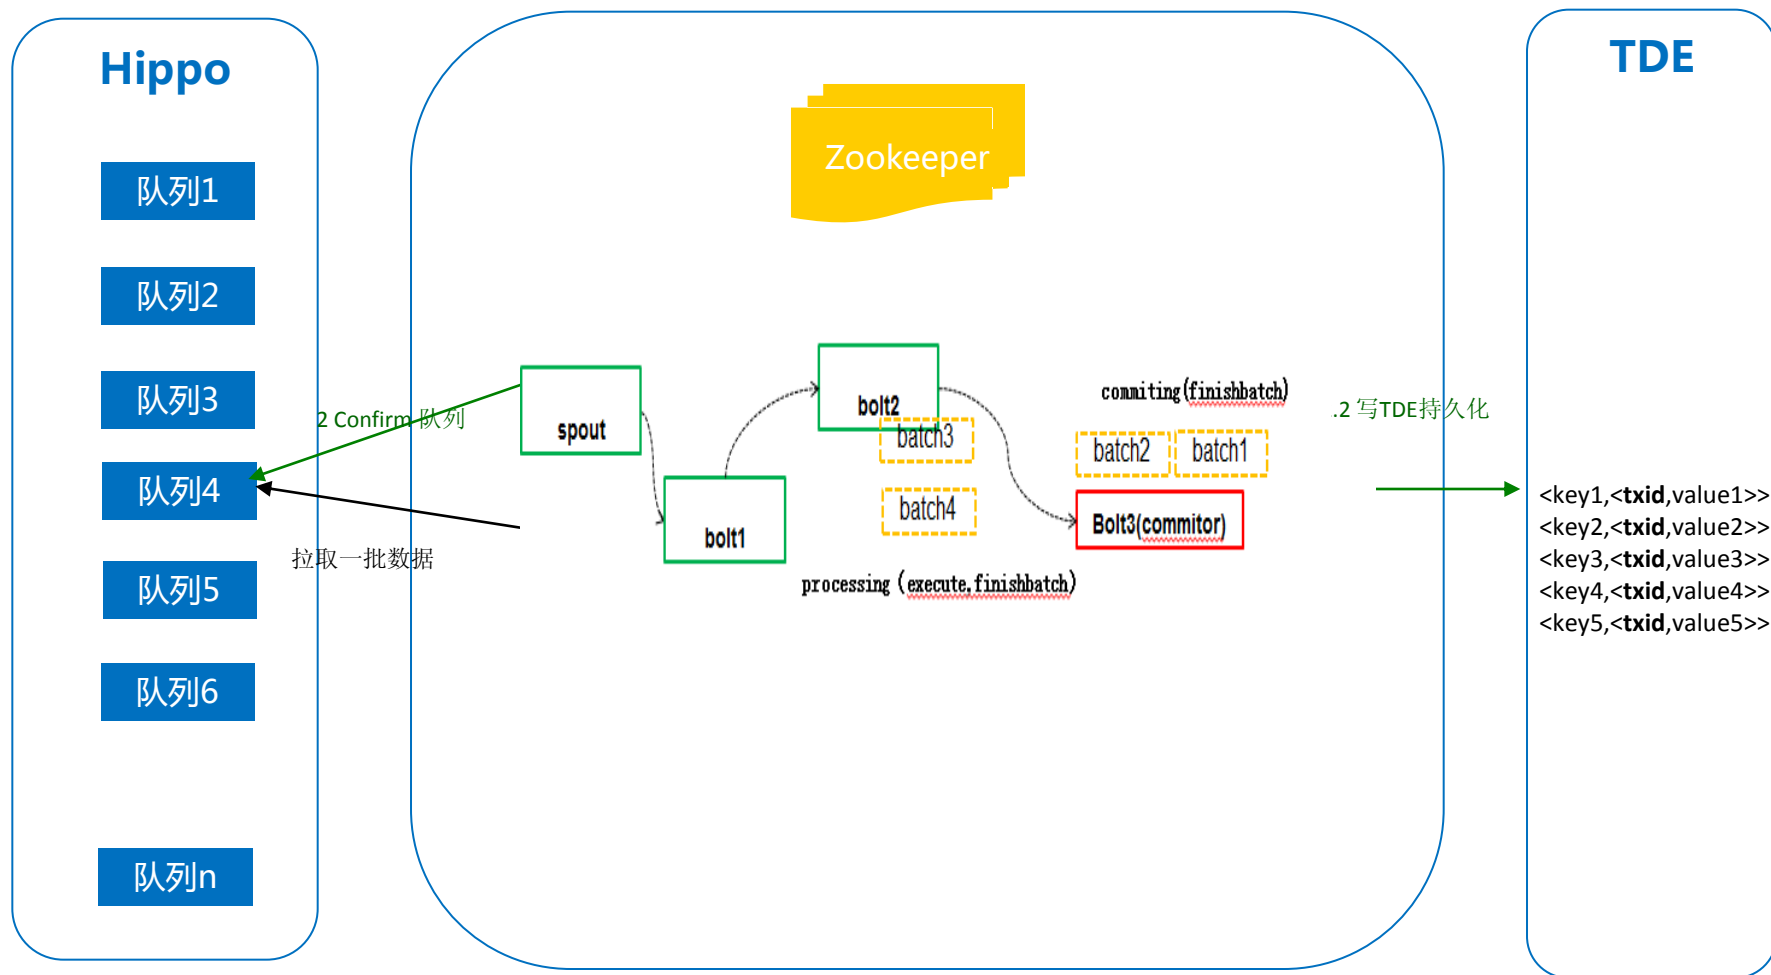 Hippo
队列1
队列2
队列3
队列4
队列5
队列6
队列n
2 Confirm 队列
拉取一批数据
Zookeeper
spout
bolt1
bolt2
batch3
batch4
processing (execute,finishbatch)
commiting(finishbatch)
batch2
batch1
Bolt3(commitor)
.2 写TDE持久化
TDE
<key1,<txid,value1>>
<key2,<txid,value2>>
<key3,<txid,value3>>
<key4,<txid,value4>>
<key5,<txid,value5>>